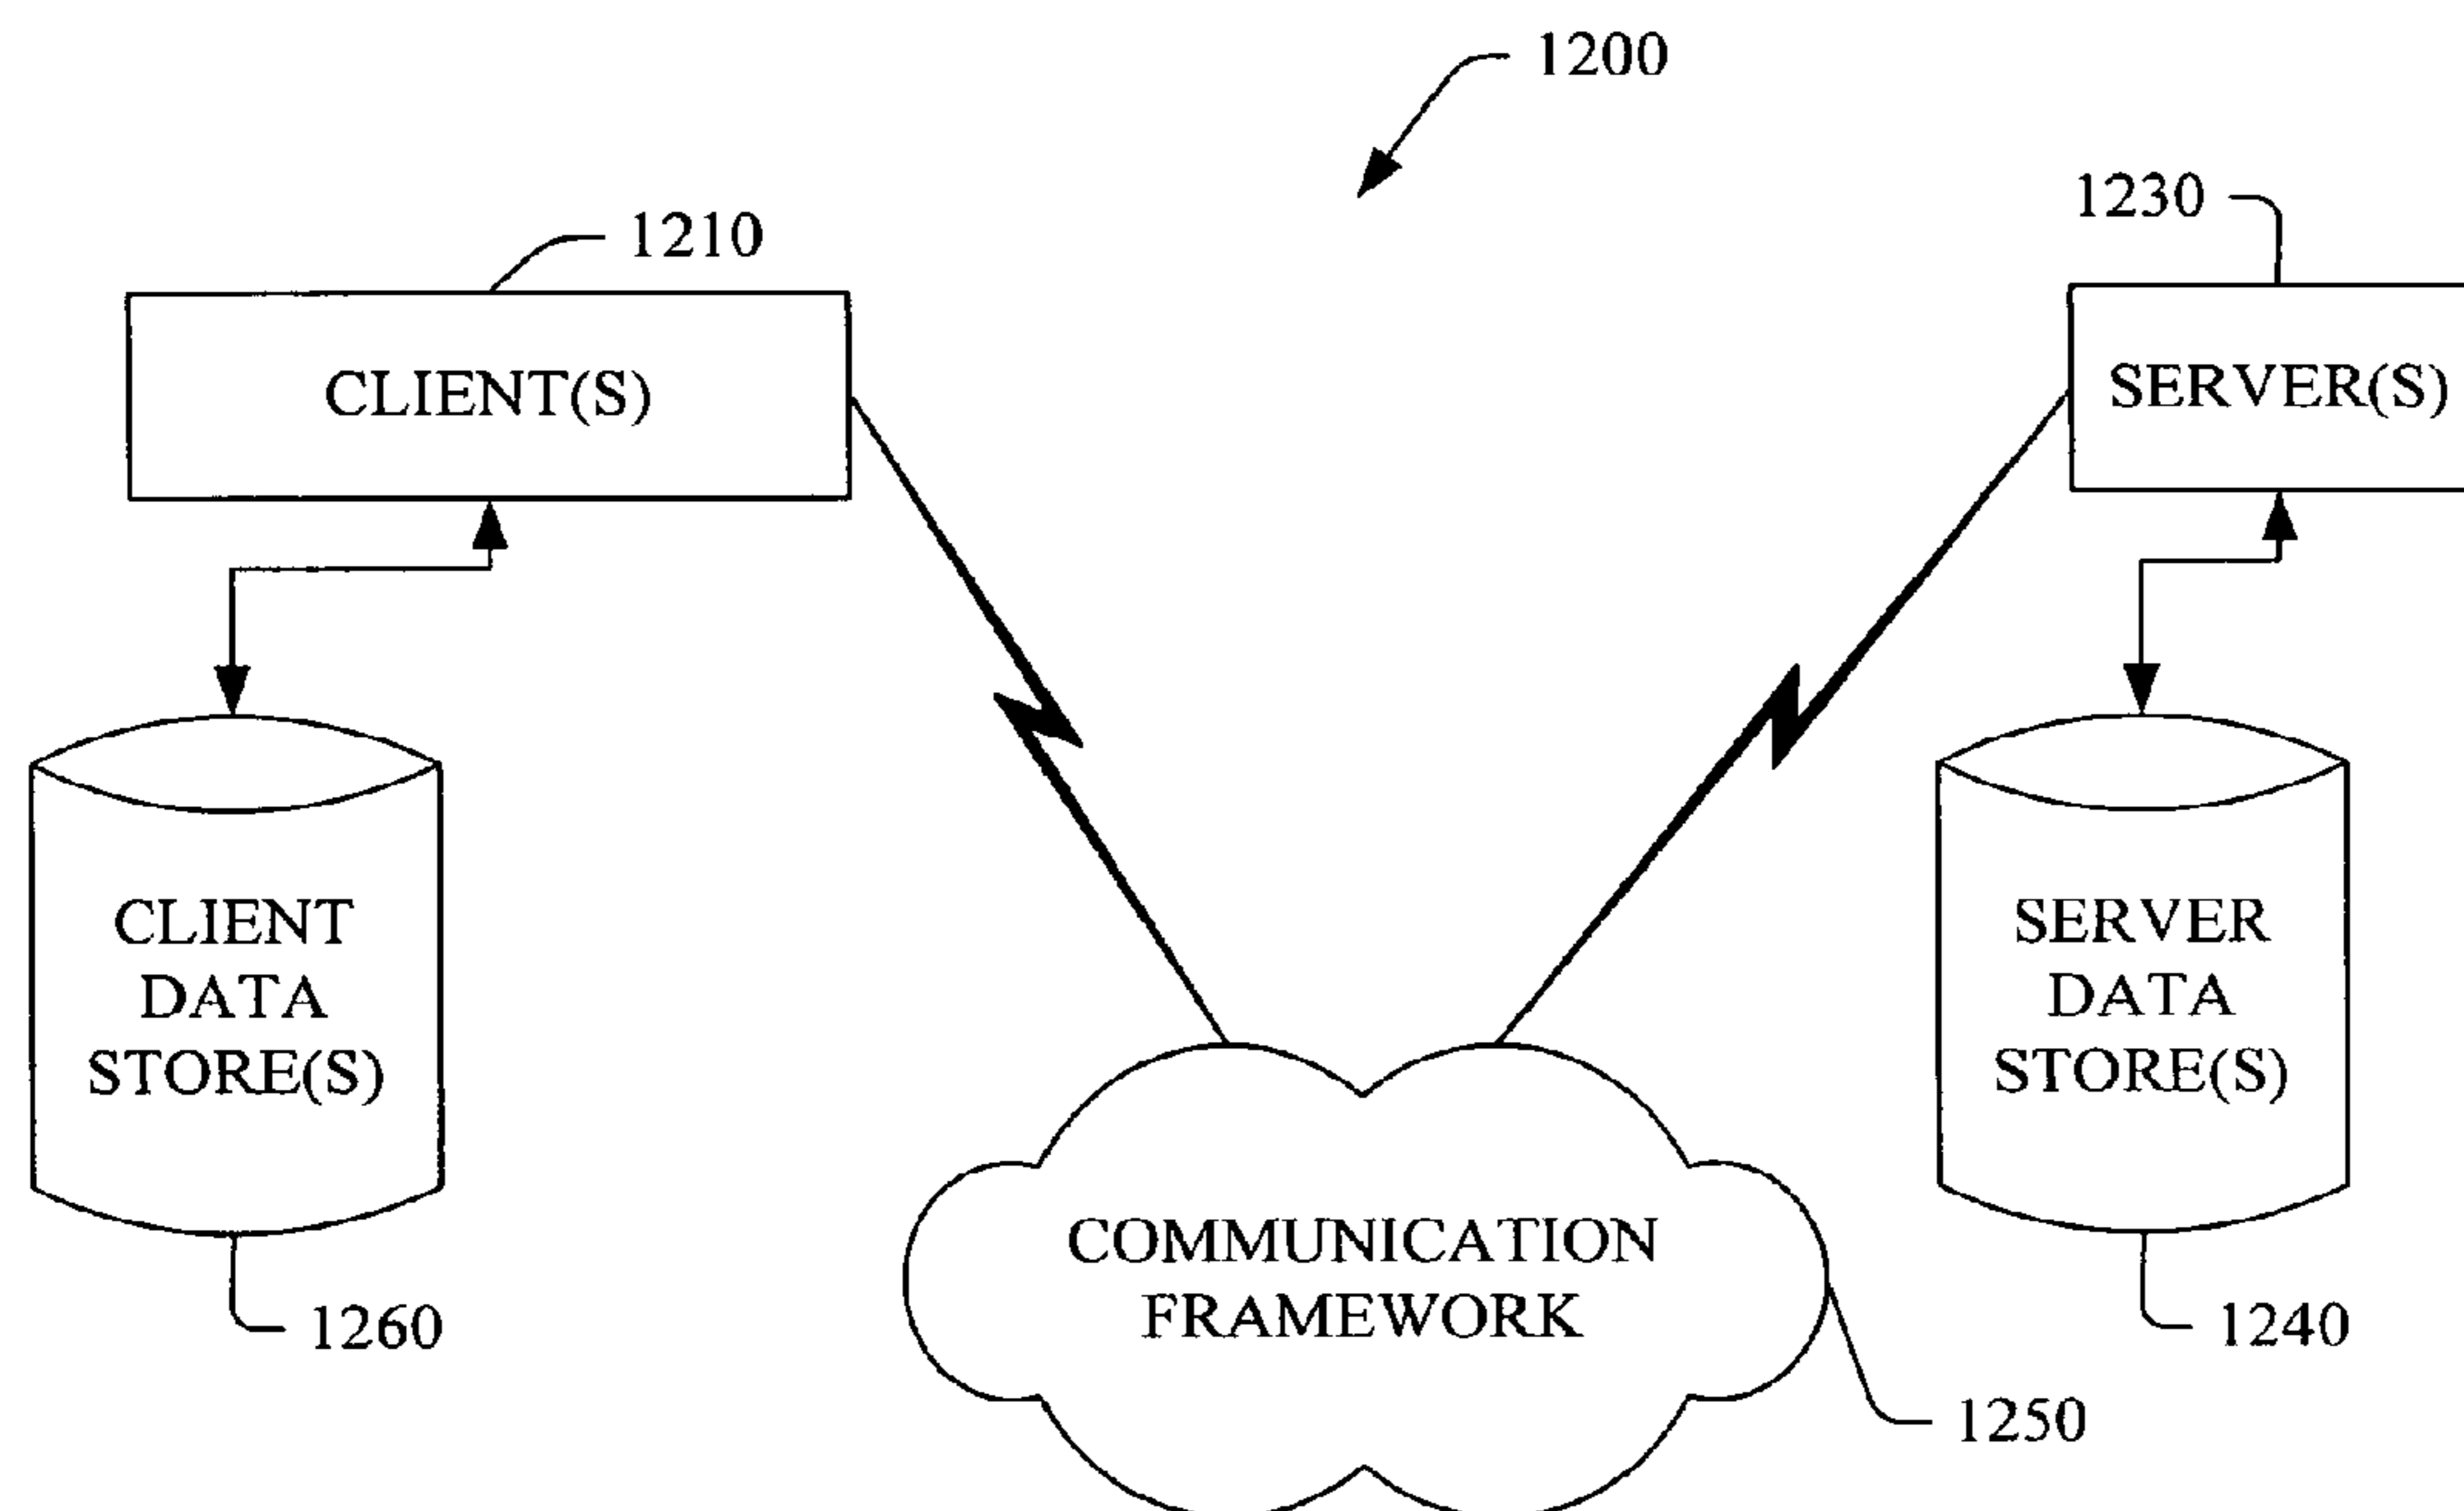 1200
1210
1230
CLIENT(S)
SERVER(S)
CLIENT
DATA
STORE(S)
SERVER
DATA
STORE(S)
COMMUNICATION
FRAMEWORK
1260
1240
1250